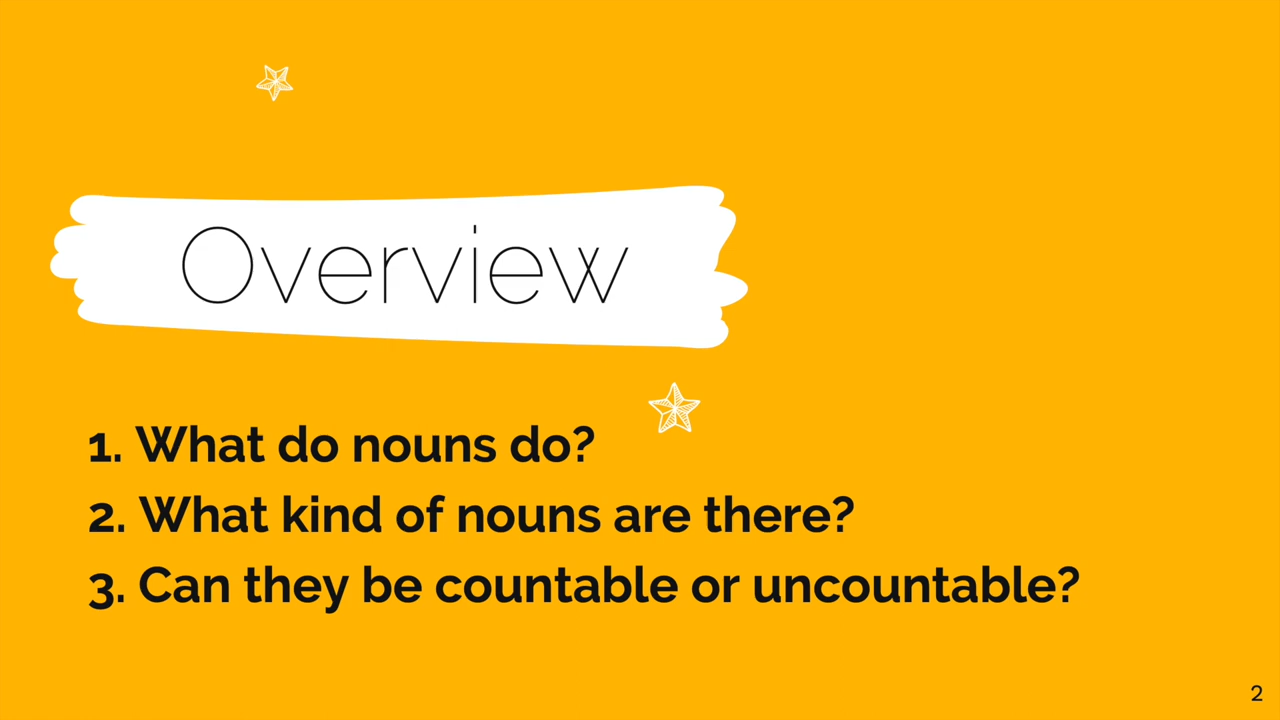 Overview
1. What do nouns do?
2. What kind of nouns are there?
3. Can they be countable or uncountable?
2